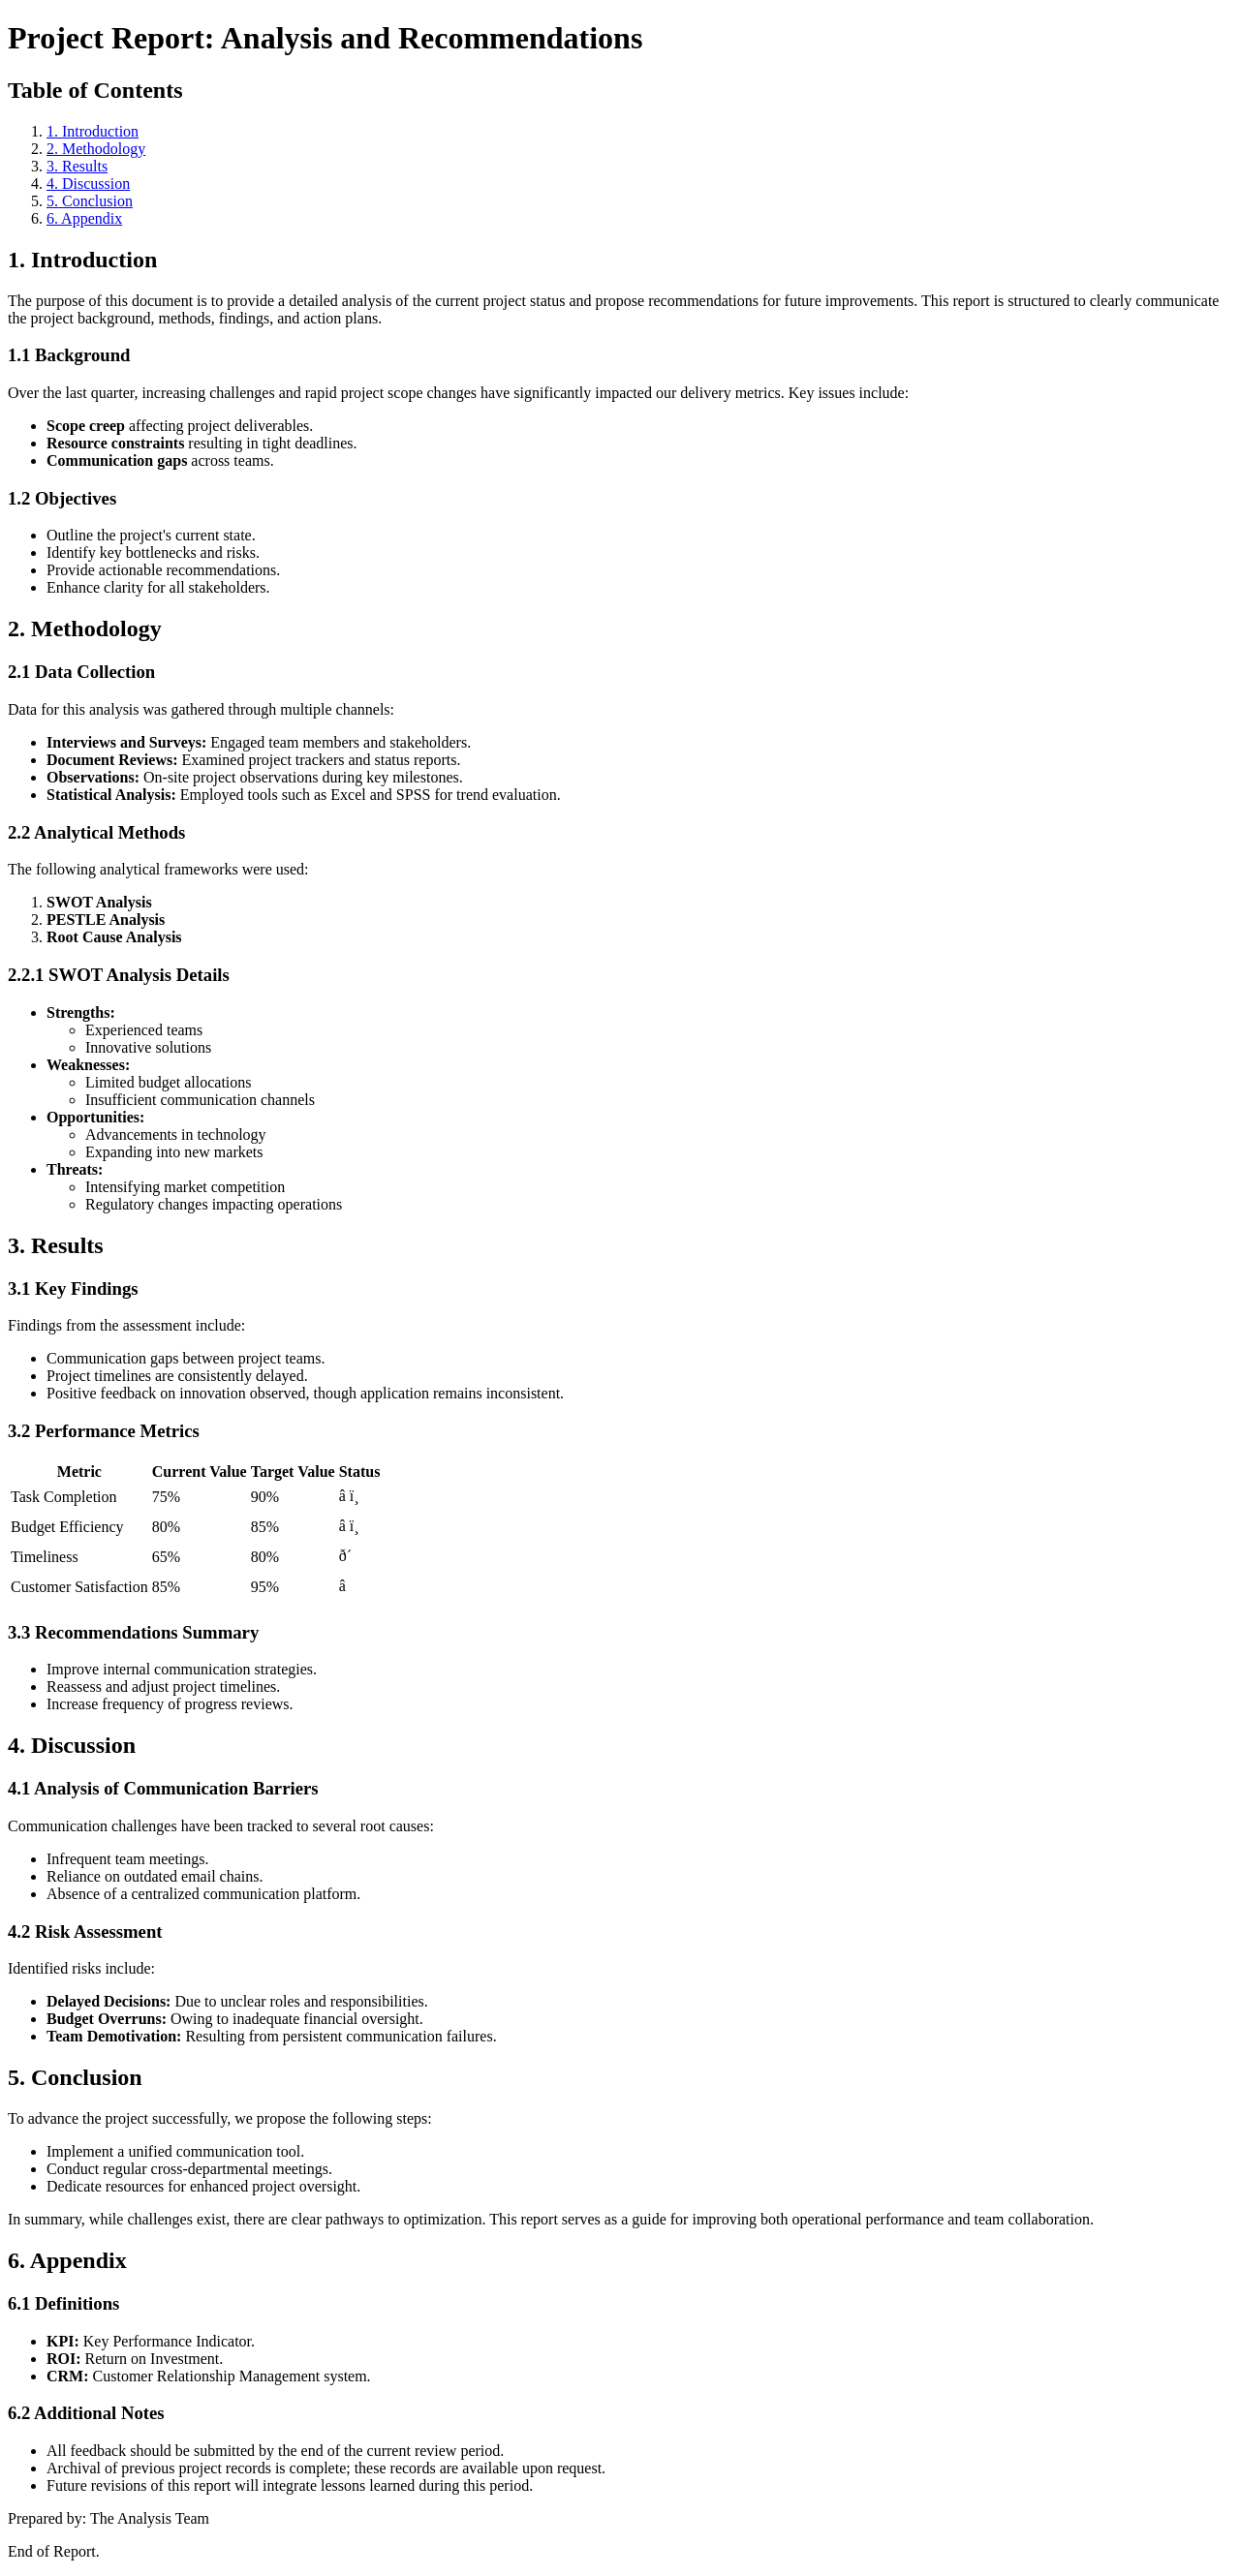 Project Report: Analysis and Recommendations
Table of Contents
1. 1. Introduction
2. 2. Methodology
3. 3. Results
4. 4. Discussion
5. 5. Conclusion
6. 6. Appendix
1. Introduction
The purpose of this document is to provide a detailed analysis of the current project status and propose recommendations for future improvements. This report is structured to clearly communicate
the project background, methods, findings, and action plans.
1.1 Background
Over the last quarter, increasing challenges and rapid project scope changes have significantly impacted our delivery metrics. Key issues include:
• Scope creep affecting project deliverables.
• Resource constraints resulting in tight deadlines.
• Communication gaps across teams.
1.2 Objectives
• Outline the project's current state.
• Identify key bottlenecks and risks.
• Provide actionable recommendations.
• Enhance clarity for all stakeholders.
2. Methodology
2.1 Data Collection
Data for this analysis was gathered through multiple channels:
• Interviews and Surveys: Engaged team members and stakeholders.
• Document Reviews: Examined project trackers and status reports.
• Observations: On-site project observations during key milestones.
• Statistical Analysis: Employed tools such as Excel and SPSS for trend evaluation.
2.2 Analytical Methods
The following analytical frameworks were used:
1. SWOT Analysis
2. PESTLE Analysis
3. Root Cause Analysis
2.2.1 SWOT Analysis Details
• Strengths:
◦ Experienced teams
◦ Innovative solutions
• Weaknesses:
◦ Limited budget allocations
◦ Insufficient communication channels
• Opportunities:
◦ Advancements in technology
◦ Expanding into new markets
• Threats:
◦ Intensifying market competition
◦ Regulatory changes impacting operations
3. Results
3.1 Key Findings
Findings from the assessment include:
• Communication gaps between project teams.
• Project timelines are consistently delayed.
• Positive feedback on innovation observed, though application remains inconsistent.
3.2 Performance Metrics
Metric Current Value Target Value Status
Task Completion 75% 90% â ï¸
Budget Efficiency 80% 85% â ï¸
Timeliness 65% 80% ð´
Customer Satisfaction 85% 95% â
3.3 Recommendations Summary
• Improve internal communication strategies.
• Reassess and adjust project timelines.
• Increase frequency of progress reviews.
4. Discussion
4.1 Analysis of Communication Barriers
Communication challenges have been tracked to several root causes:
• Infrequent team meetings.
• Reliance on outdated email chains.
• Absence of a centralized communication platform.
4.2 Risk Assessment
Identified risks include:
• Delayed Decisions: Due to unclear roles and responsibilities.
• Budget Overruns: Owing to inadequate financial oversight.
• Team Demotivation: Resulting from persistent communication failures.
5. Conclusion
To advance the project successfully, we propose the following steps:
• Implement a unified communication tool.
• Conduct regular cross-departmental meetings.
• Dedicate resources for enhanced project oversight.
In summary, while challenges exist, there are clear pathways to optimization. This report serves as a guide for improving both operational performance and team collaboration.
6. Appendix
6.1 Definitions
• KPI: Key Performance Indicator.
• ROI: Return on Investment.
• CRM: Customer Relationship Management system.
6.2 Additional Notes
• All feedback should be submitted by the end of the current review period.
• Archival of previous project records is complete; these records are available upon request.
• Future revisions of this report will integrate lessons learned during this period.
Prepared by: The Analysis Team
End of Report.